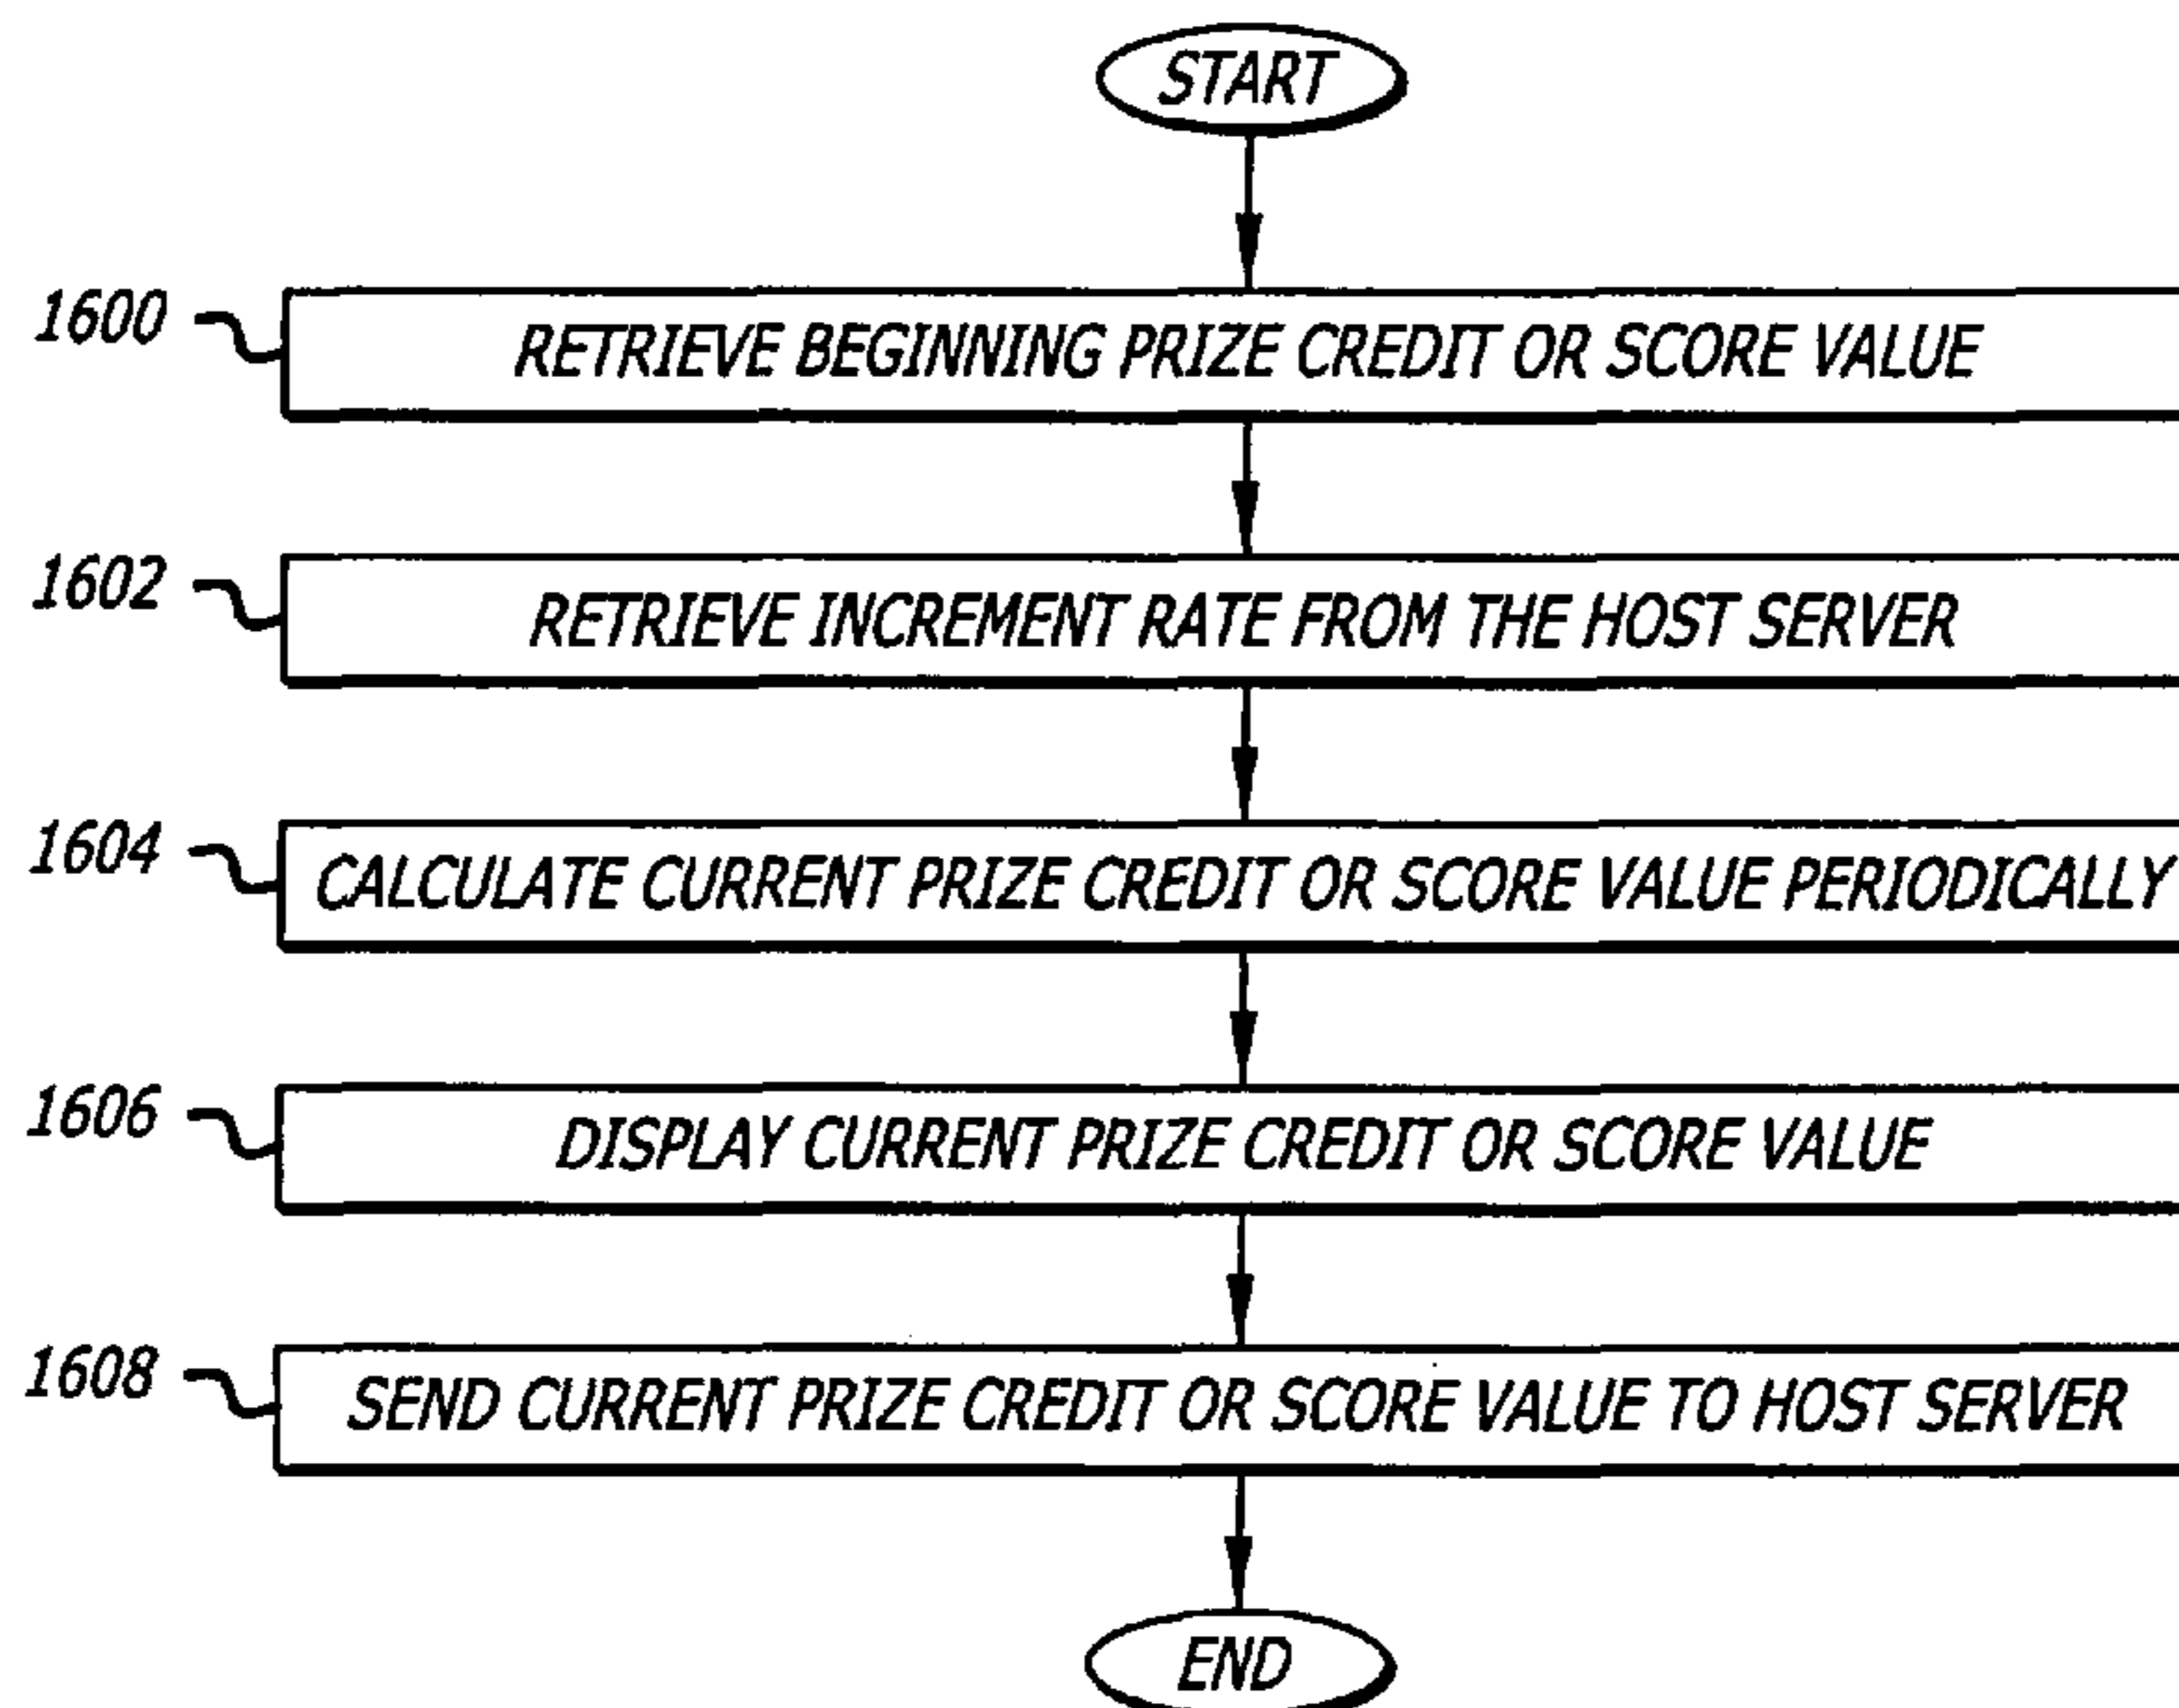 START
1600 RETRIEVE BEGINNING PRIZE CREDIT OR SCORE VALUE
1602 RETRIEVE INCREMENT RATE FROM THE HOST SERVER
1604 CALCULATE CURRENT PRIZE CREDIT OR SCORE VALUE PERIODICALLY
1606 DISPLAY CURRENT PRIZE CREDIT OR SCORE VALUE
1608 SEND CURRENT PRIZE CREDIT OR SCORE VALUE TO HOST SERVER
END